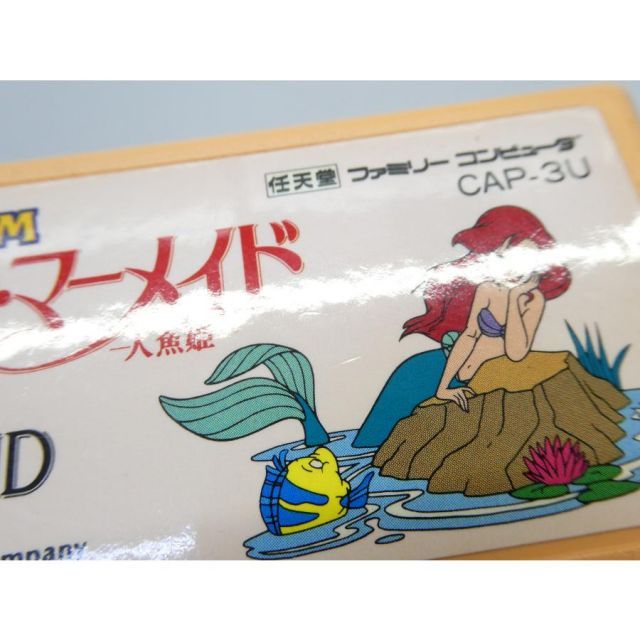 任天堂 ファミリー コンピュータ
CAP-3U
M
・マーメイド
人魚姫
ND
ompany